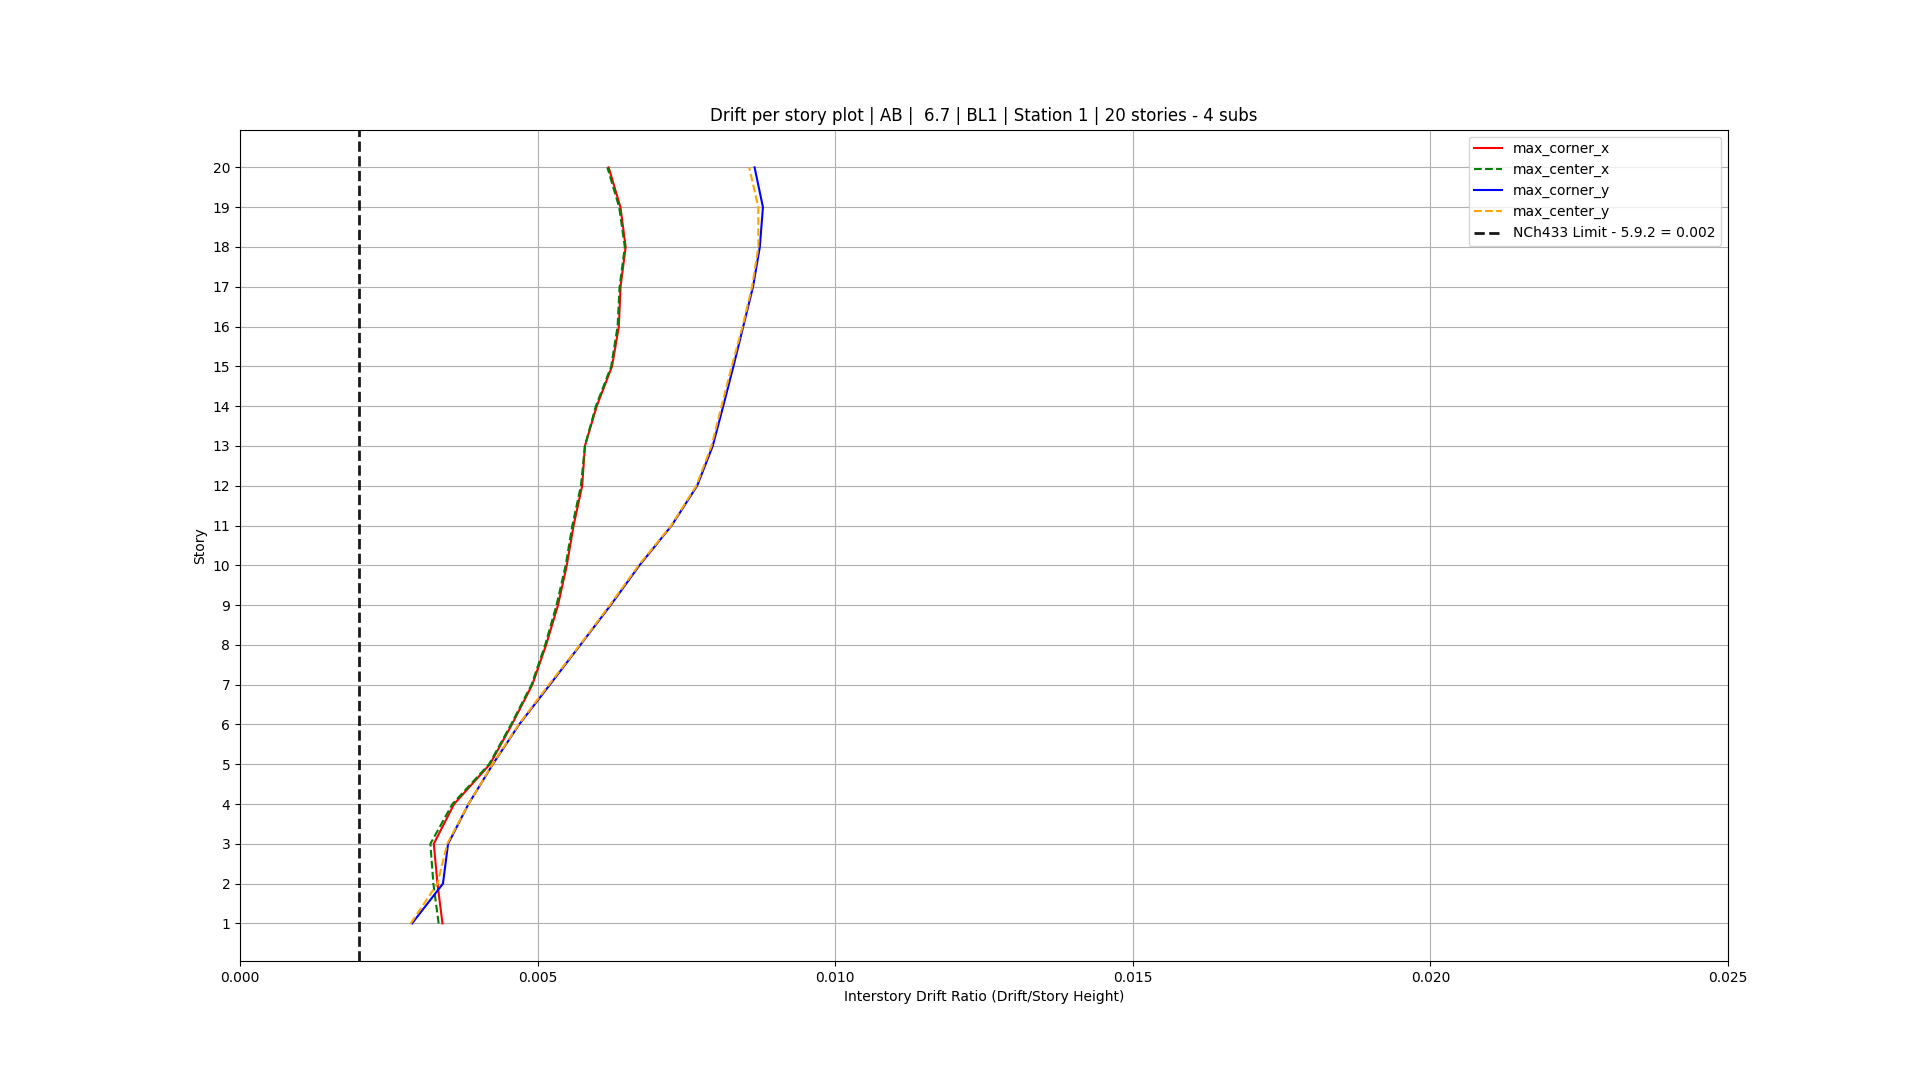 Drift per story plot | AB |  6.7 | BL1 | Station 1 | 20 stories - 4 subs
max_corner_x
max_center_x
max_corner_y
max_center_y
NCh433 Limit - 5.9.2 = 0.002
Story
20
19
18
17
16
15
14
13
12
11
10
9
8
7
6
5
4
3
2
1
0.000 0.005 0.010 0.015 0.020 0.025
Interstory Drift Ratio (Drift/Story Height)